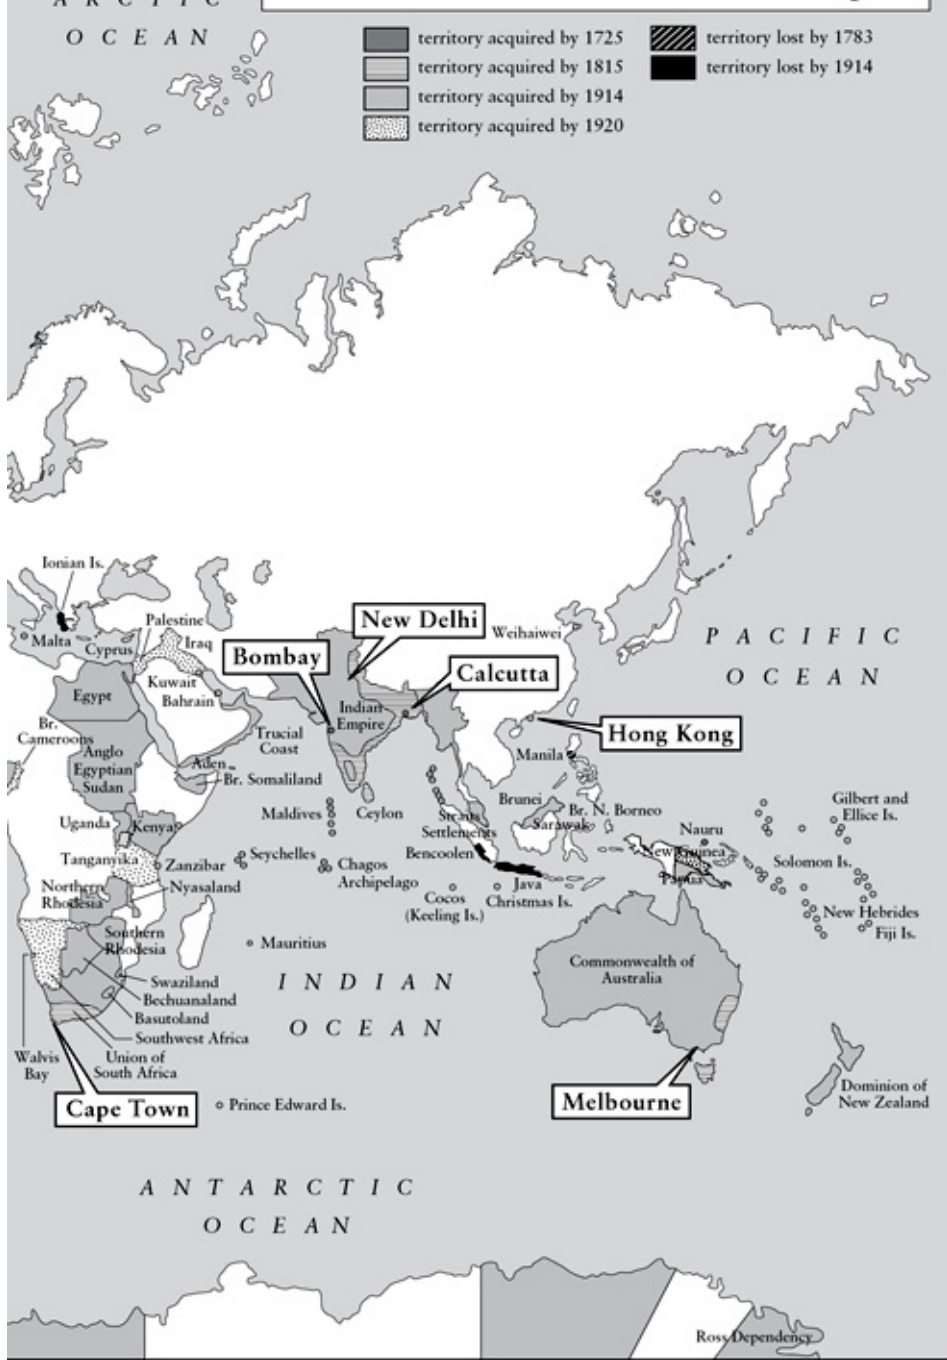 ARCTIC
OCEAN
territory acquired by 1725
territory acquired by 1815
territory acquired by 1914
territory acquired by 1920
territory lost by 1783
territory lost by 1914
Ionian Is.
Malta
Cyprus
Palestine
Iraq
Kuwait
Bahrain
Egypt
Br.
Cameroons
Anglo
Egyptian
Sudan
Aden
Br. Somaliland
Trucial
Coast
Uganda
Kenya
Tanganyika
Zanzibar
Northern
Rhodesia
Nyasaland
Southern
Rhodesia
Swaziland
Bechuanaland
Basutoland
Southwest Africa
Union of
South Africa
Walvis
Bay
Cape Town
Prince Edward Is.
Bombay
New Delhi
Calcutta
Indian
Empire
Maldives
Ceylon
Seychelles
Chagos
Archipelago
Mauritius
INDIAN
OCEAN
Weihaiwei
Hong Kong
Manila
Brunei
Br. N. Borneo
Sarawak
Straits
Settlements
Bencoolen
Java
Cocos
(Keeling Is.)
Christmas Is.
PACIFIC
OCEAN
Gilbert and
Ellice Is.
Nauru
New Guinea
Papua
Solomon Is.
New Hebrides
Fiji Is.
Commonwealth of
Australia
Melbourne
Dominion of
New Zealand
ANTARCTIC
OCEAN
Ross Dependency